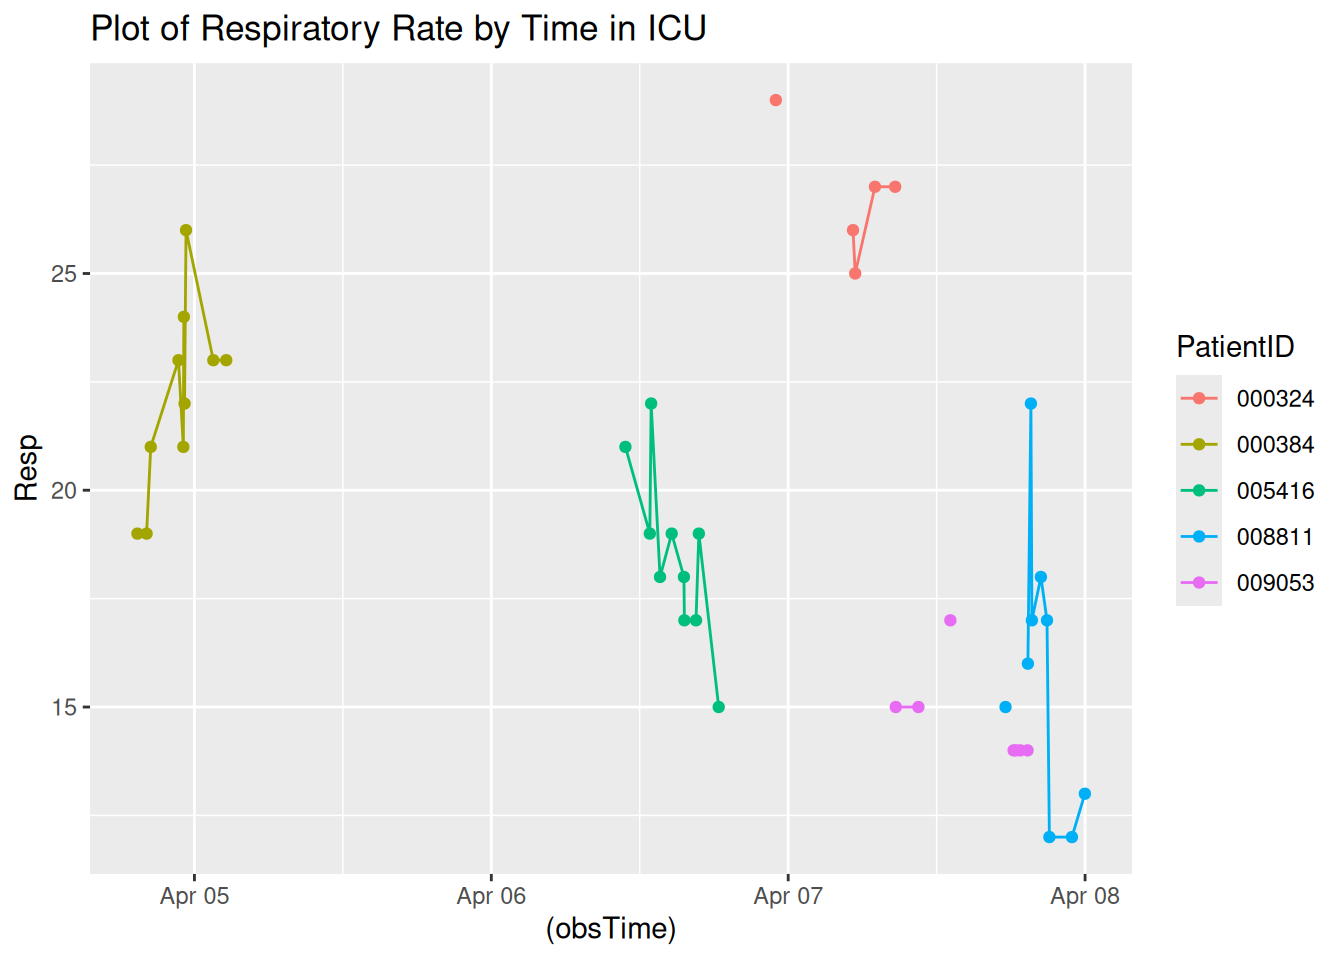 Plot of Respiratory Rate by Time in ICU
Resp
25
20
15
Apr 05
Apr 06
Apr 07
Apr 08
(obsTime)
PatientID
000324
000384
005416
008811
009053